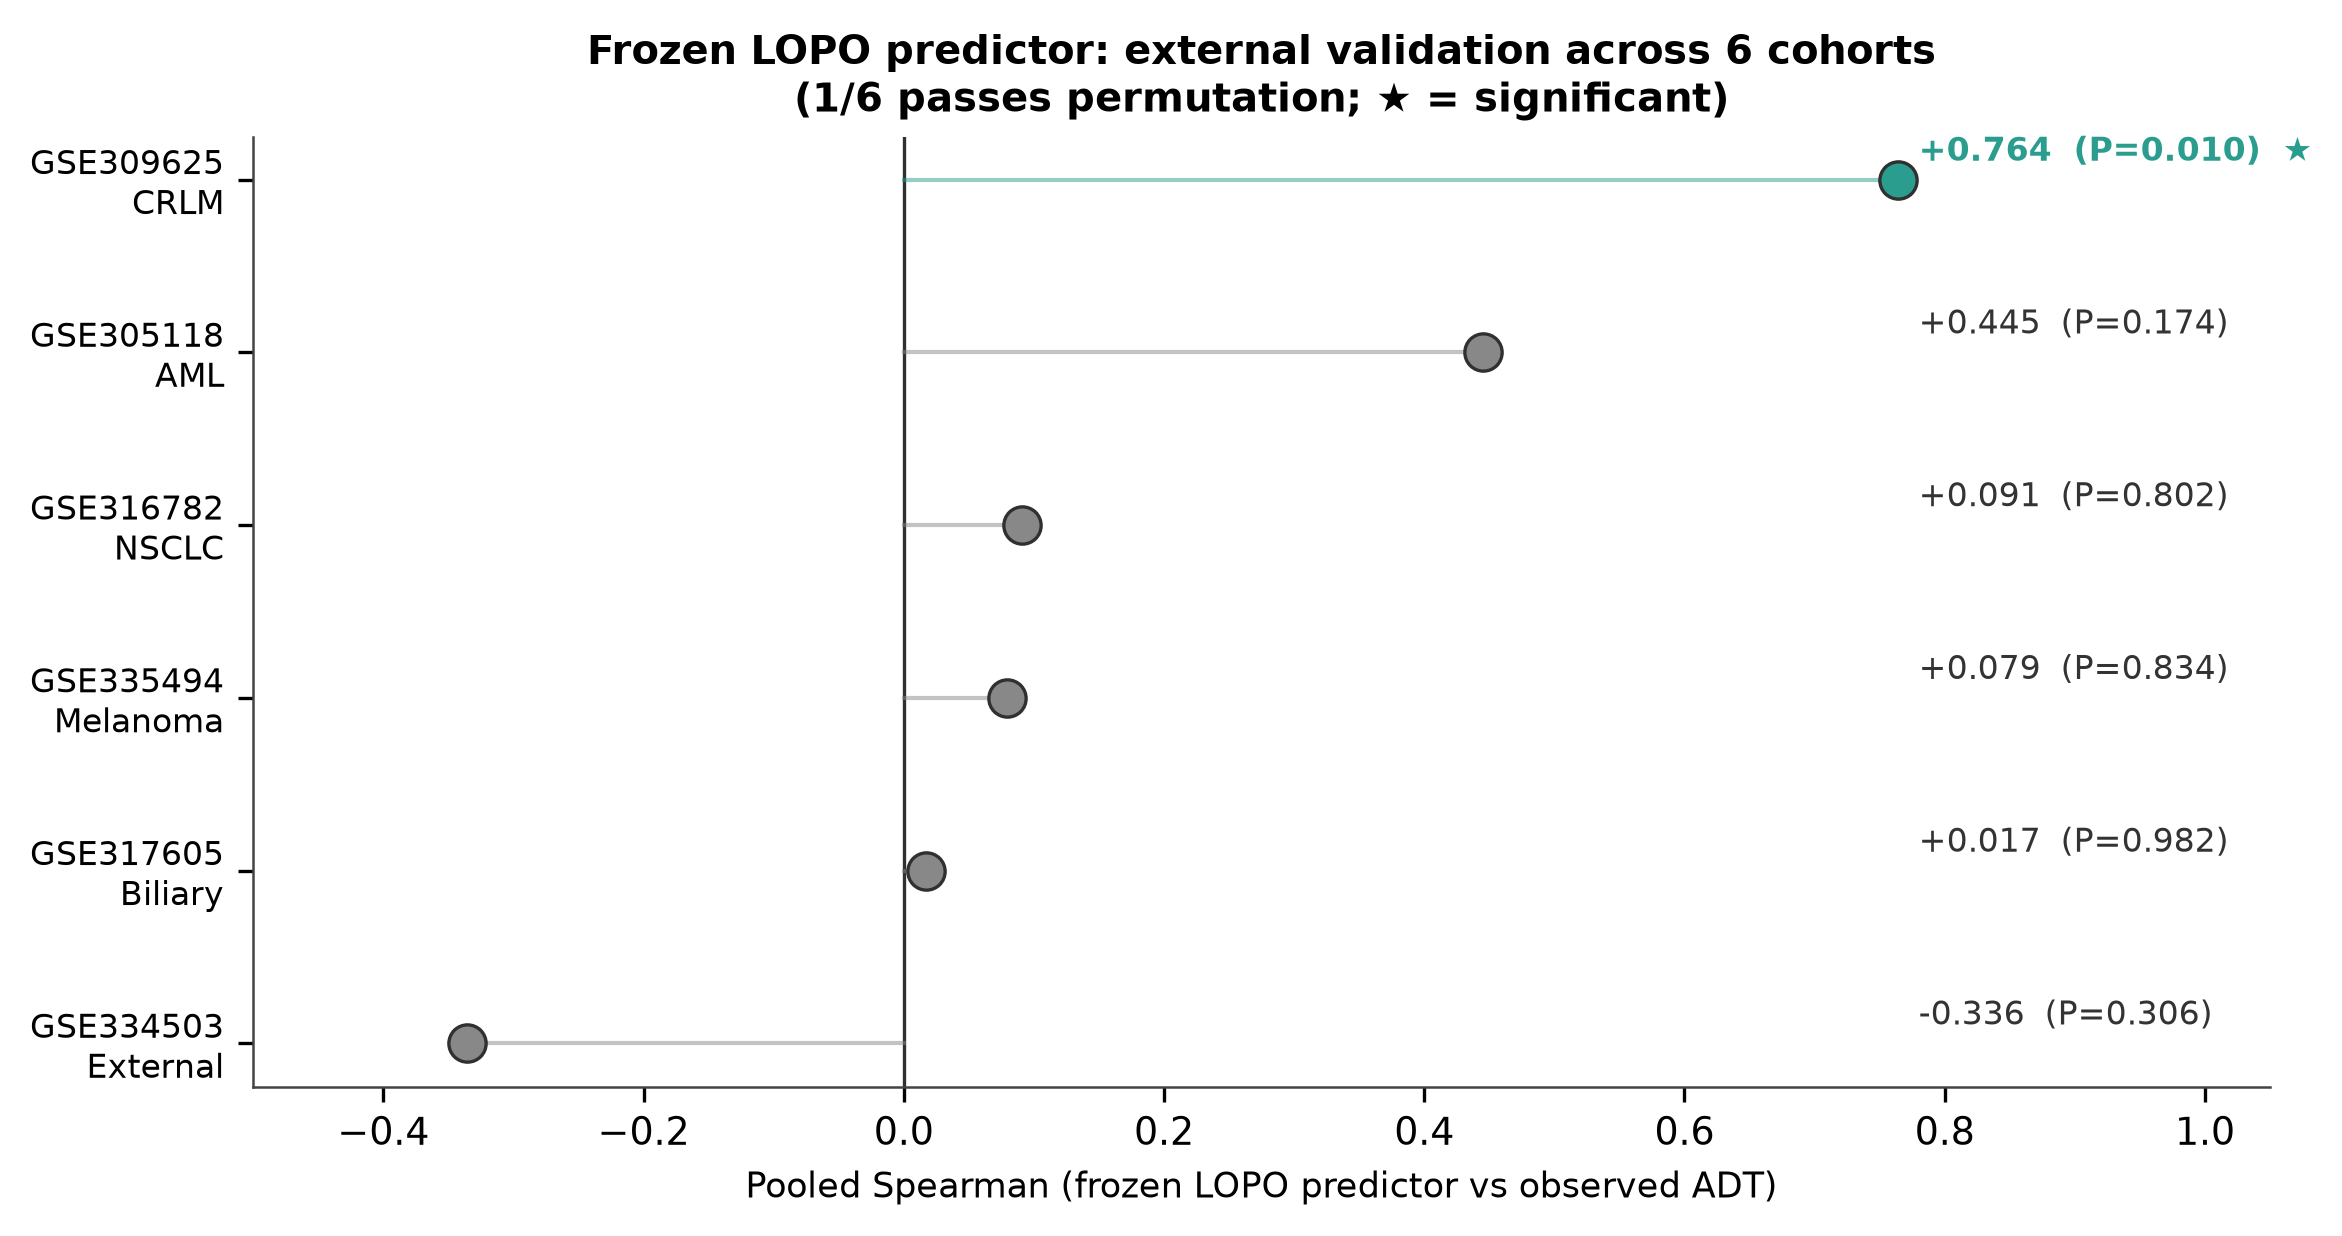 Frozen LOPO predictor: external validation across 6 cohorts
(1/6 passes permutation; ★ = significant)
GSE309625
CRLM
+0.764 (P=0.010) ★
GSE305118
AML
+0.445 (P=0.174)
GSE316782
NSCLC
+0.091 (P=0.802)
GSE335494
Melanoma
+0.079 (P=0.834)
GSE317605
Biliary
+0.017 (P=0.982)
GSE334503
External
-0.336 (P=0.306)
−0.4 −0.2 0.0 0.2 0.4 0.6 0.8 1.0
Pooled Spearman (frozen LOPO predictor vs observed ADT)